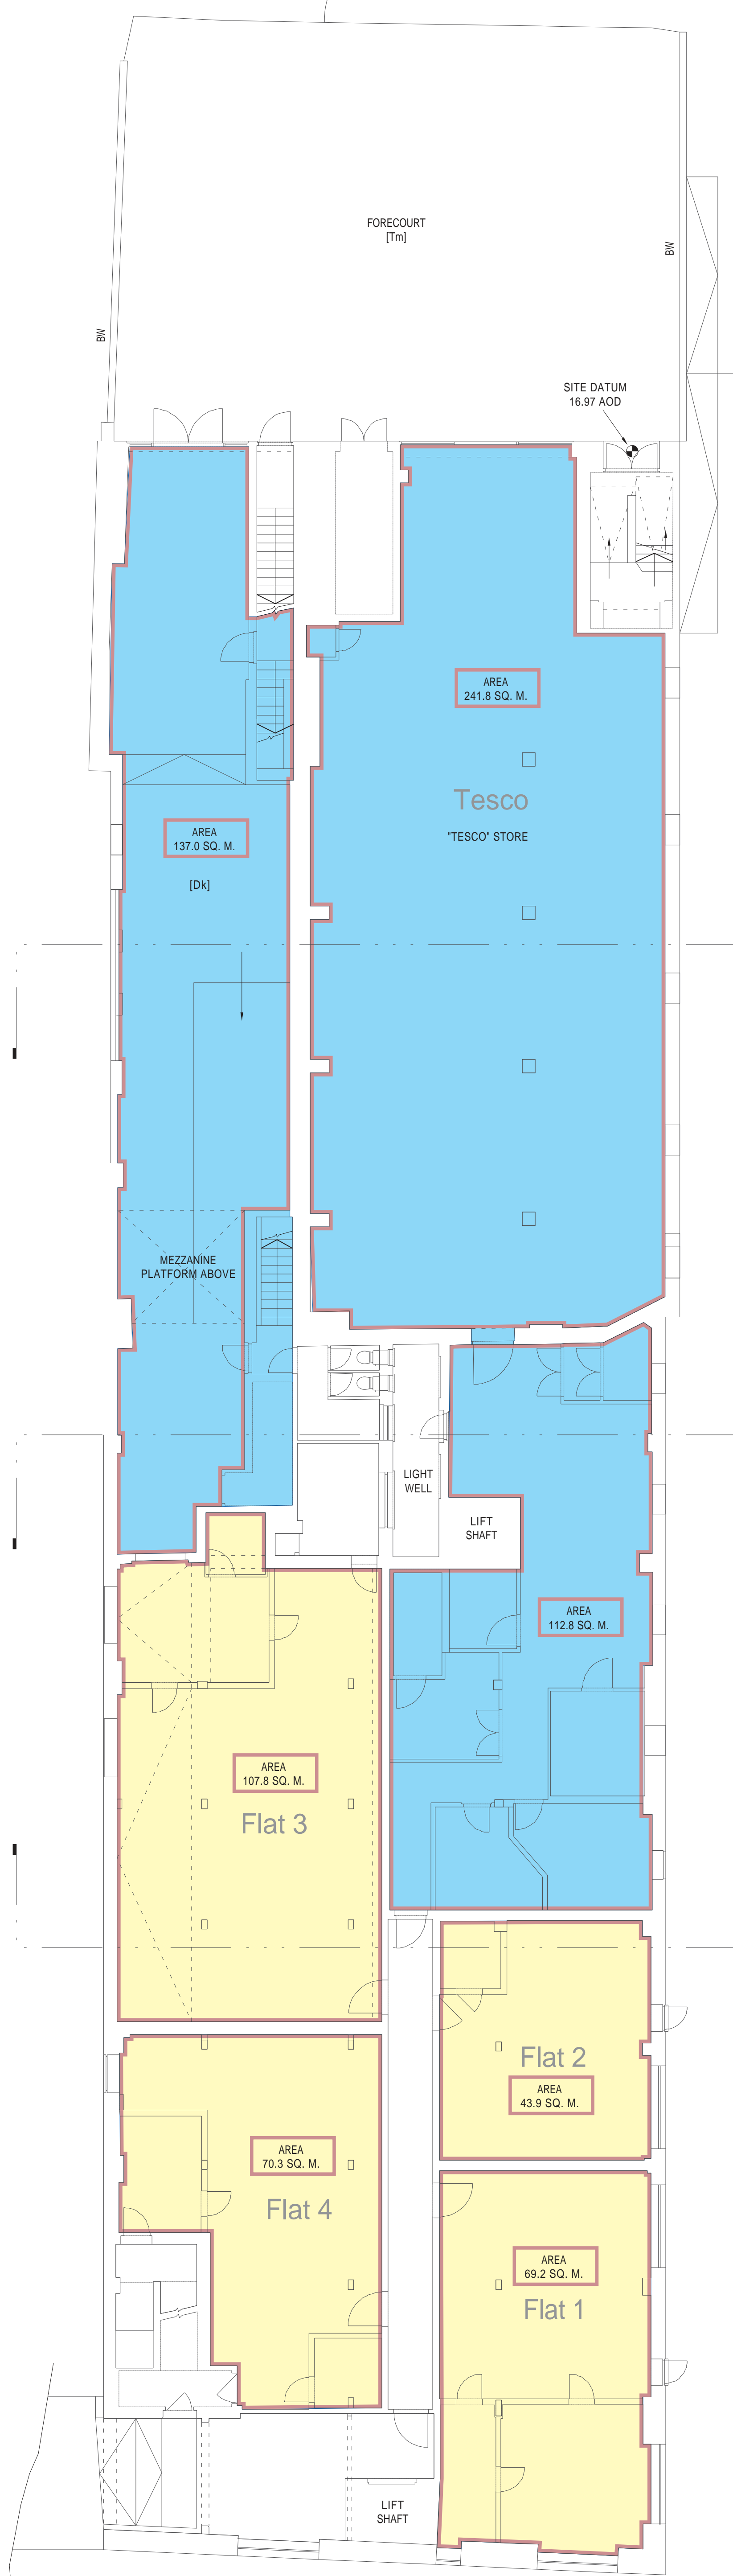 FORECOURT
[Tm]
BW
BW
SITE DATUM
16.97 AOD
AREA
241.8 SQ. M.
Tesco
"TESCO" STORE
AREA
137.0 SQ. M.
[Dk]
MEZZANINE
PLATFORM ABOVE
LIGHT
WELL
LIFT
SHAFT
AREA
112.8 SQ. M.
AREA
107.8 SQ. M.
Flat 3
Flat 2
AREA
43.9 SQ. M.
AREA
70.3 SQ. M.
Flat 4
AREA
69.2 SQ. M.
Flat 1
LIFT
SHAFT